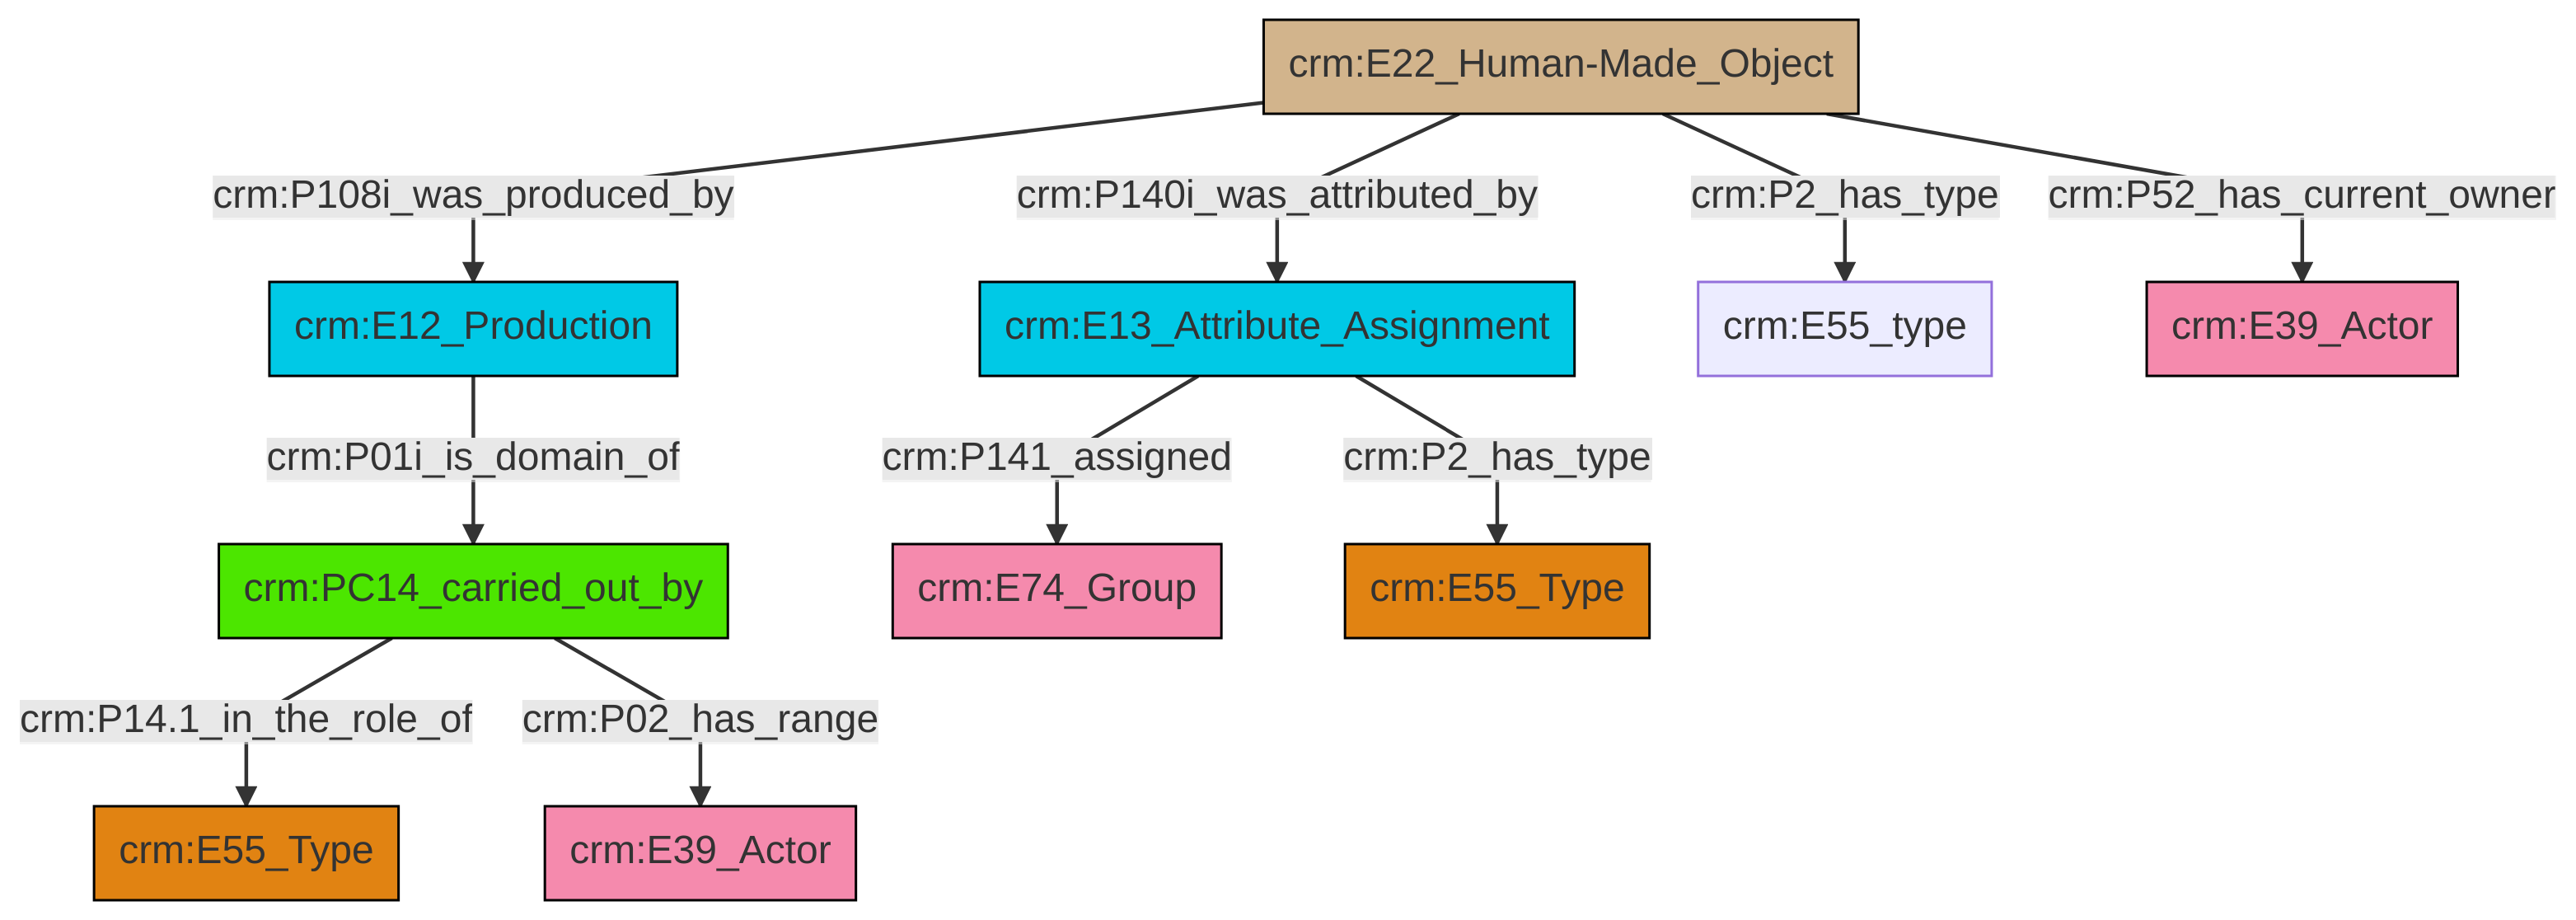 crm:E22_Human-Made_Object
crm:P108i_was_produced_by
crm:P140i_was_attributed_by
crm:P2_has_type
crm:P52_has_current_owner
crm:E12_Production
crm:E13_Attribute_Assignment
crm:E55_type
crm:E39_Actor
crm:P01i_is_domain_of
crm:P141_assigned
crm:P2_has_type
crm:PC14_carried_out_by
crm:E74_Group
crm:E55_Type
crm:P14.1_in_the_role_of
crm:P02_has_range
crm:E55_Type
crm:E39_Actor